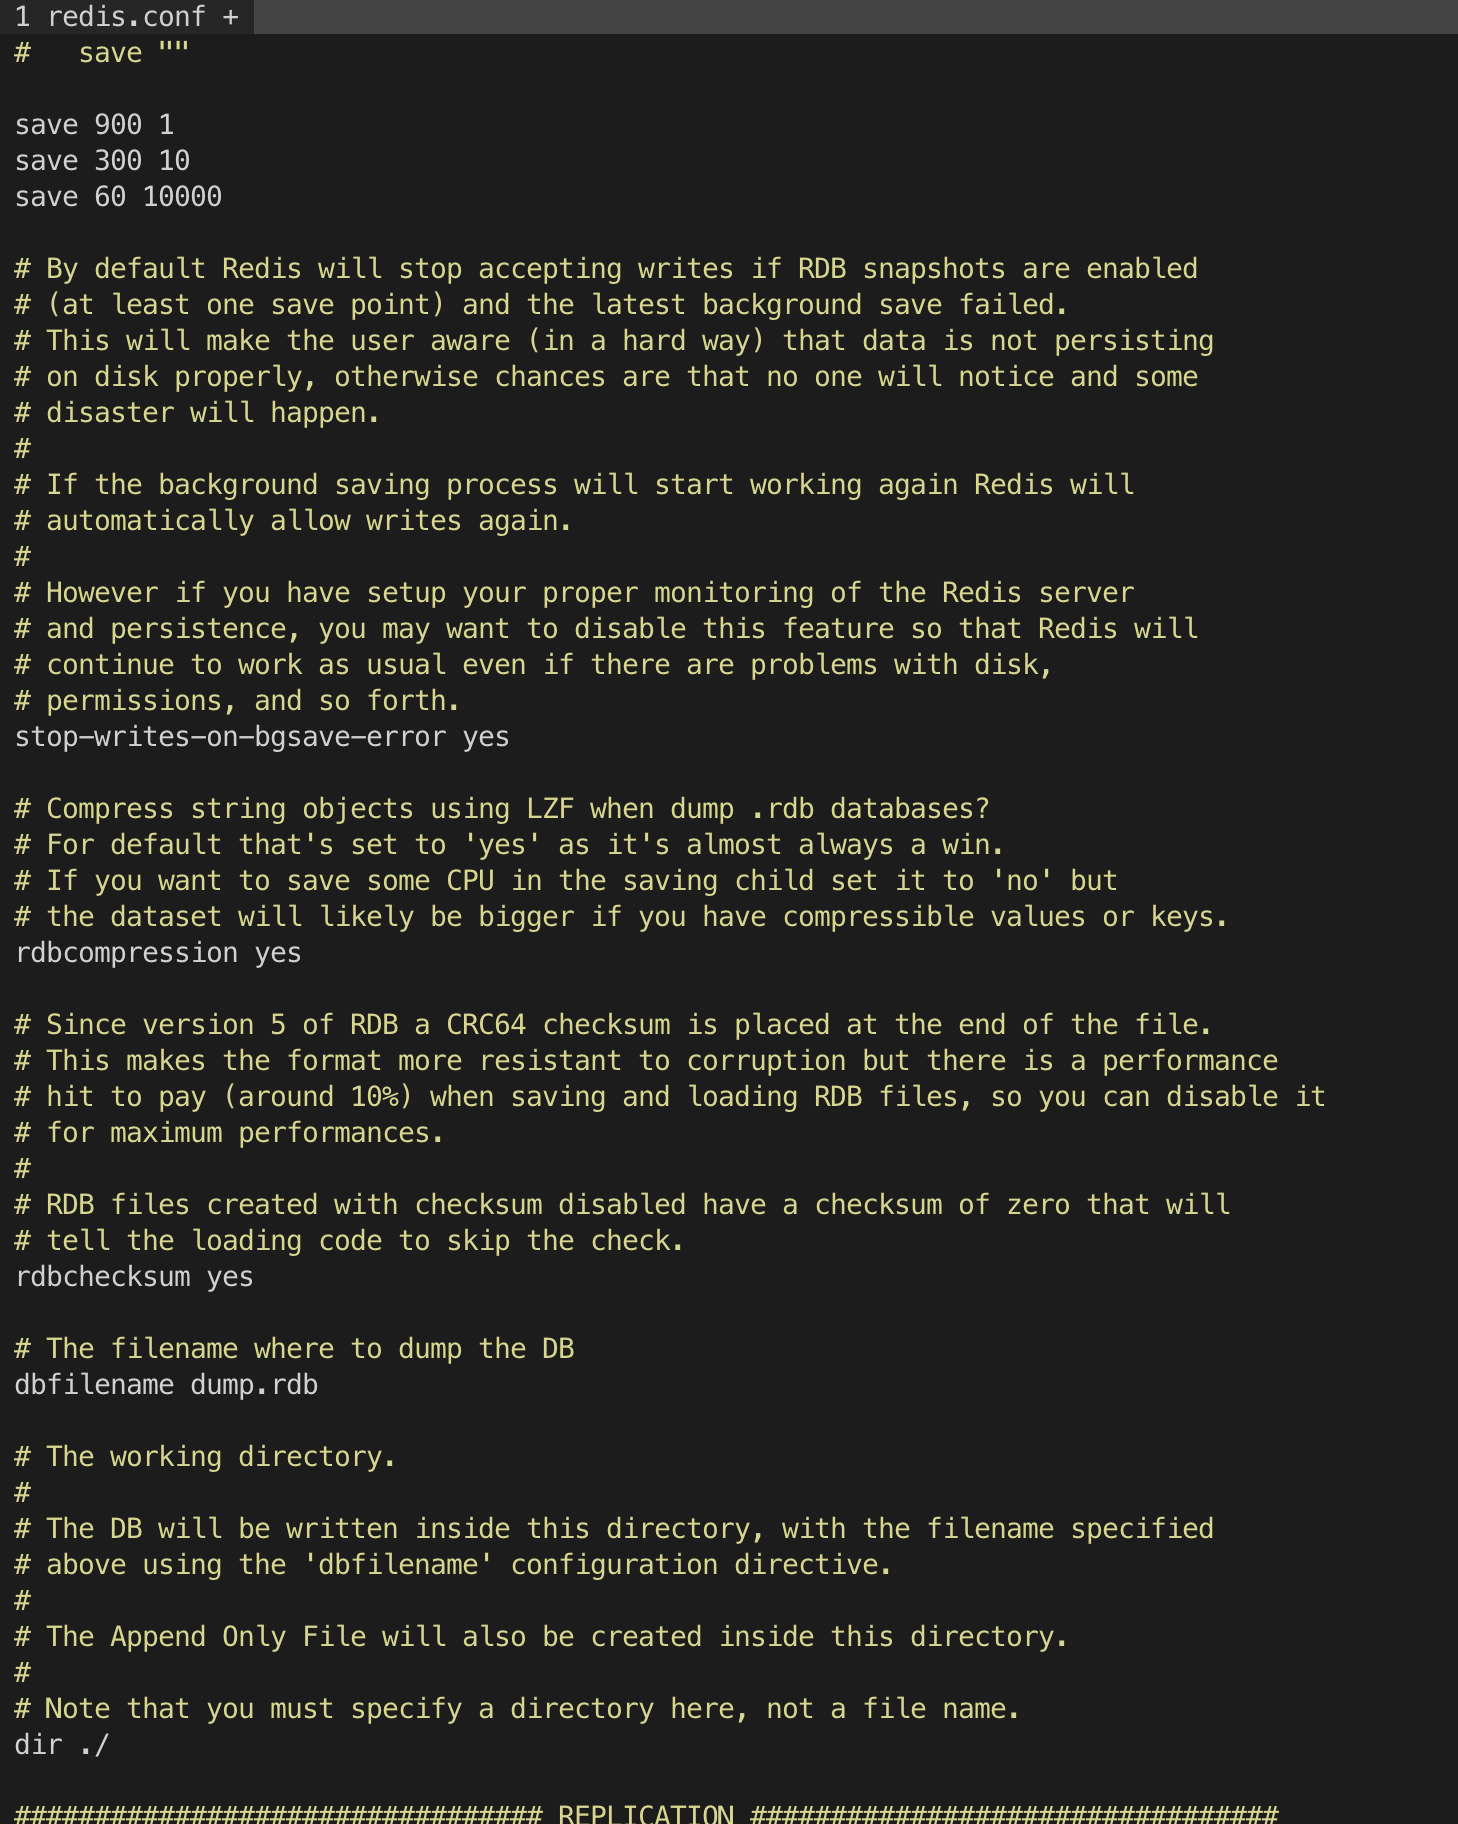 1 redis.conf +
#   save ""

save 900 1
save 300 10
save 60 10000

# By default Redis will stop accepting writes if RDB snapshots are enabled
# (at least one save point) and the latest background save failed.
# This will make the user aware (in a hard way) that data is not persisting
# on disk properly, otherwise chances are that no one will notice and some
# disaster will happen.
#
# If the background saving process will start working again Redis will
# automatically allow writes again.
#
# However if you have setup your proper monitoring of the Redis server
# and persistence, you may want to disable this feature so that Redis will
# continue to work as usual even if there are problems with disk,
# permissions, and so forth.
stop-writes-on-bgsave-error yes

# Compress string objects using LZF when dump .rdb databases?
# For default that's set to 'yes' as it's almost always a win.
# If you want to save some CPU in the saving child set it to 'no' but
# the dataset will likely be bigger if you have compressible values or keys.
rdbcompression yes

# Since version 5 of RDB a CRC64 checksum is placed at the end of the file.
# This makes the format more resistant to corruption but there is a performance
# hit to pay (around 10%) when saving and loading RDB files, so you can disable it
# for maximum performances.
#
# RDB files created with checksum disabled have a checksum of zero that will
# tell the loading code to skip the check.
rdbchecksum yes

# The filename where to dump the DB
dbfilename dump.rdb

# The working directory.
#
# The DB will be written inside this directory, with the filename specified
# above using the 'dbfilename' configuration directive.
#
# The Append Only File will also be created inside this directory.
#
# Note that you must specify a directory here, not a file name.
dir ./

################################# REPLICATION #################################